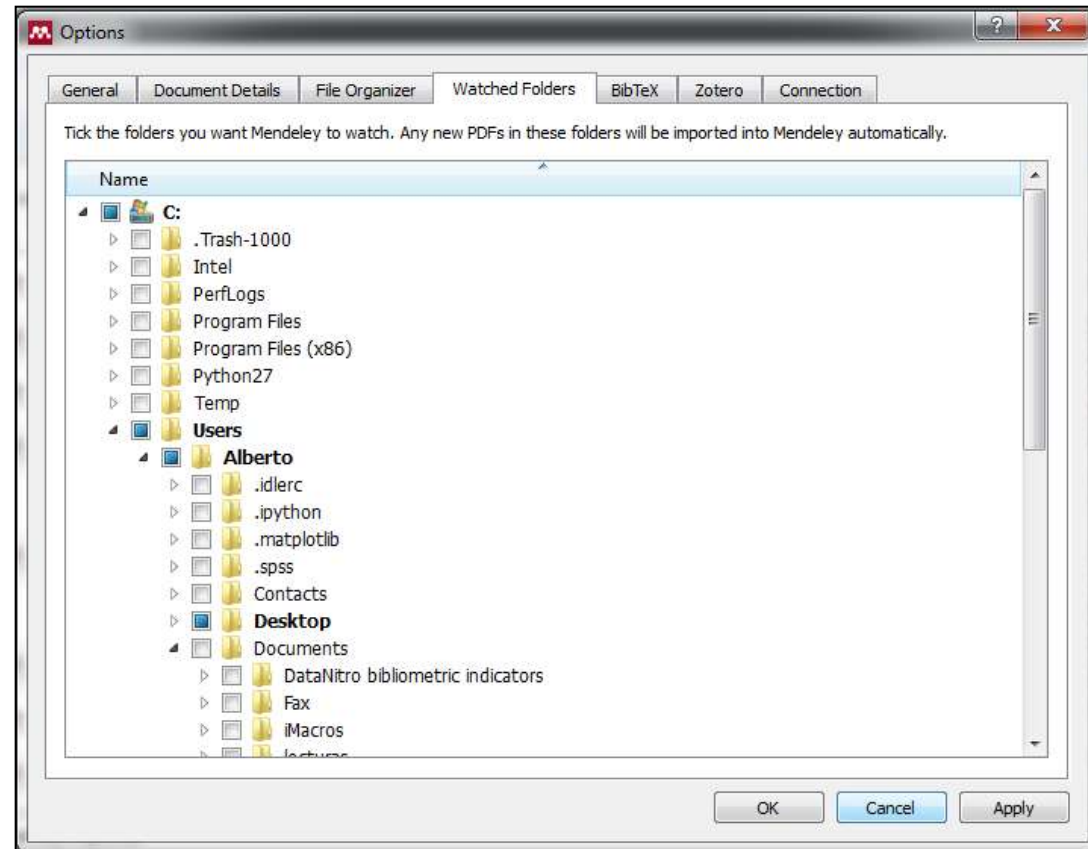 Options
General Document Details File Organizer Watched Folders BibTeX Zotero Connection
Tick the folders you want Mendeley to watch. Any new PDFs in these folders will be imported into Mendeley automatically.
Name
C:
.Trash-1000
Intel
PerfLogs
Program Files
Program Files (x86)
Python27
Temp
Users
Alberto
.idlerc
.ipython
.matplotlib
.spss
Contacts
Desktop
Documents
DataNitro bibliometric indicators
Fax
iMacros
OK Cancel Apply